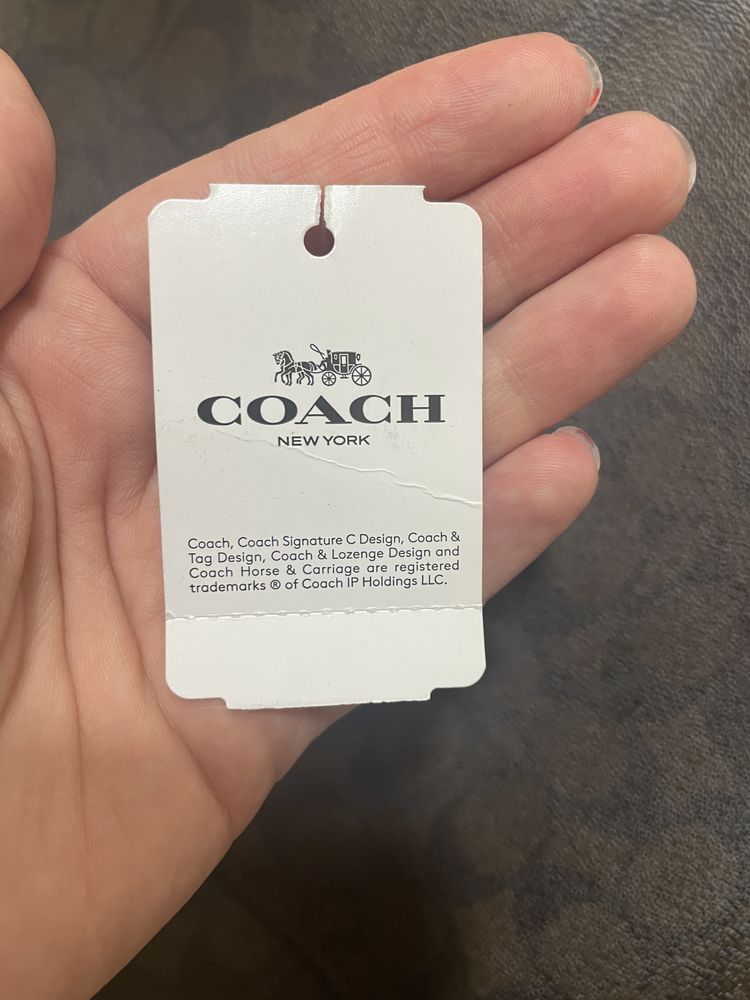 COACH
NEW YORK
Coach, Coach Signature C Design, Coach &
Tag Design, Coach & Lozenge Design and
Coach Horse & Carriage are registered
trademarks ® of Coach IP Holdings LLC.